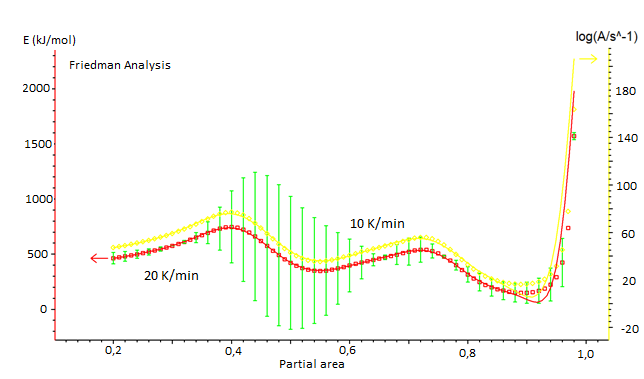 E (kJ/mol)
log(A/s^-1)
Friedman Analysis
2000
180
1500
140
1000
100
10 K/min
60
500
20 K/min
20
0
-20
0,2
0,4
0,6
0,8
1,0
Partial area